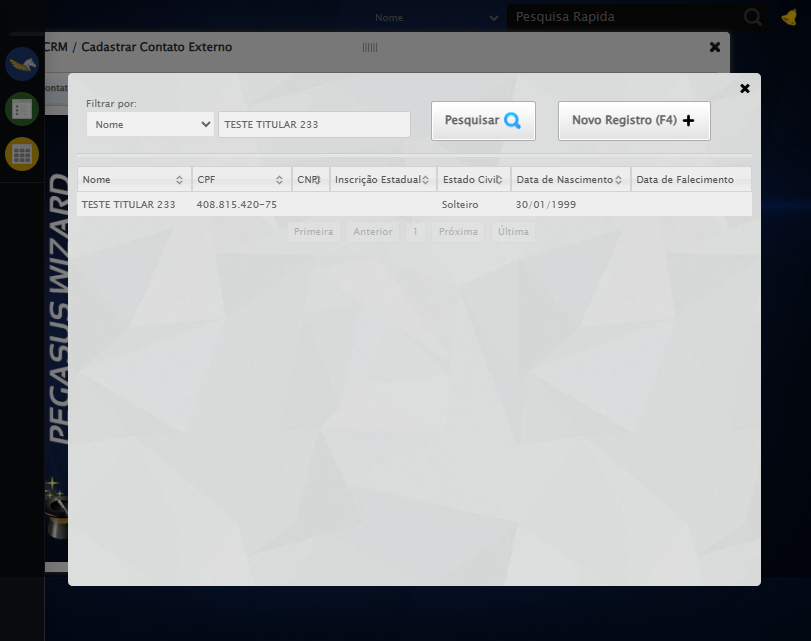 Nome
Pesquisa Rapida
CRM / Cadastrar Contato Externo
ontat
Filtrar por:
Nome
TESTE TITULAR 233
Pesquisar
Novo Registro (F4)
Nome CPF CNPJ Inscrição Estadual Estado Civil Data de Nascimento Data de Falecimento
TESTE TITULAR 233 408.815.420-75 Solteiro 30/01/1999
Primeira Anterior 1 Próxima Última
PEGASUS WIZARD